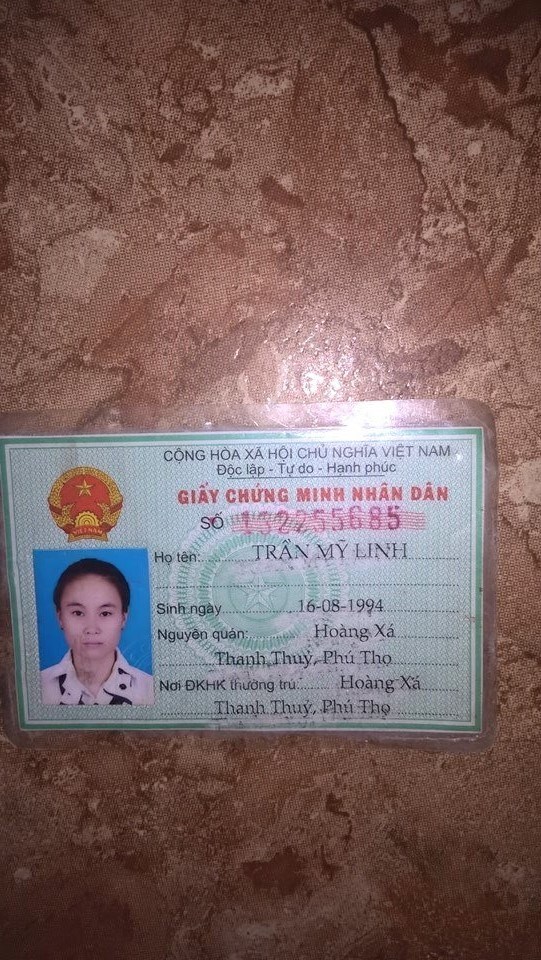 CỘNG HÒA XÃ HỘI CHỦ NGHĨA VIỆT NAM
Độc lập - Tự do - Hạnh phúc
GIẤY CHỨNG MINH NHÂN DÂN
SỐ 132255685
VIỆT NAM
Họ tên: TRẦN MỸ LINH
Sinh ngày 16-08-1994
Nguyên quán: Hoàng Xá
Thanh Thuỷ, Phú Thọ
Nơi ĐKHK thường trú: Hoàng Xá
Thanh Thuỷ, Phú Thọ